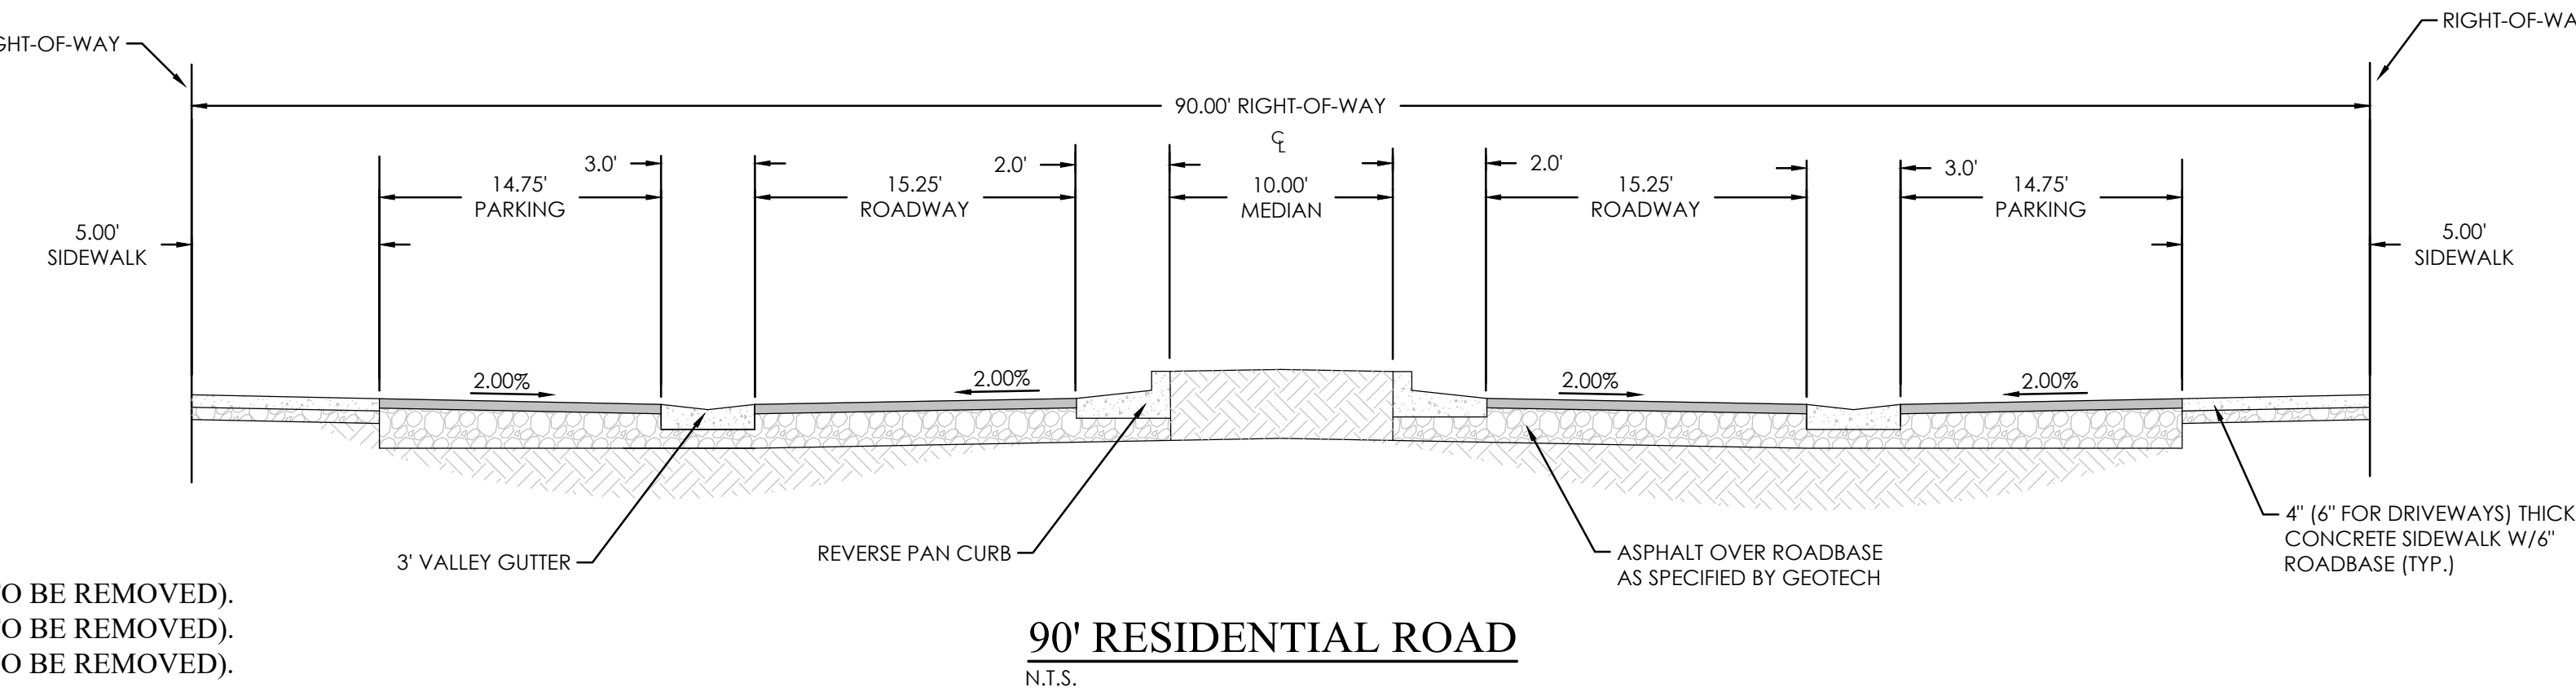 GHT-OF-WAY
RIGHT-OF-WA
90.00' RIGHT-OF-WAY
℄
3.0'
2.0'
2.0'
3.0'
14.75'
PARKING
15.25'
ROADWAY
10.00'
MEDIAN
15.25'
ROADWAY
14.75'
PARKING
5.00'
SIDEWALK
5.00'
SIDEWALK
2.00%
2.00%
2.00%
2.00%
3' VALLEY GUTTER
REVERSE PAN CURB
ASPHALT OVER ROADBASE
AS SPECIFIED BY GEOTECH
4" (6" FOR DRIVEWAYS) THICK
CONCRETE SIDEWALK W/6"
ROADBASE (TYP.)
O BE REMOVED).
O BE REMOVED).
O BE REMOVED).
90' RESIDENTIAL ROAD
N.T.S.